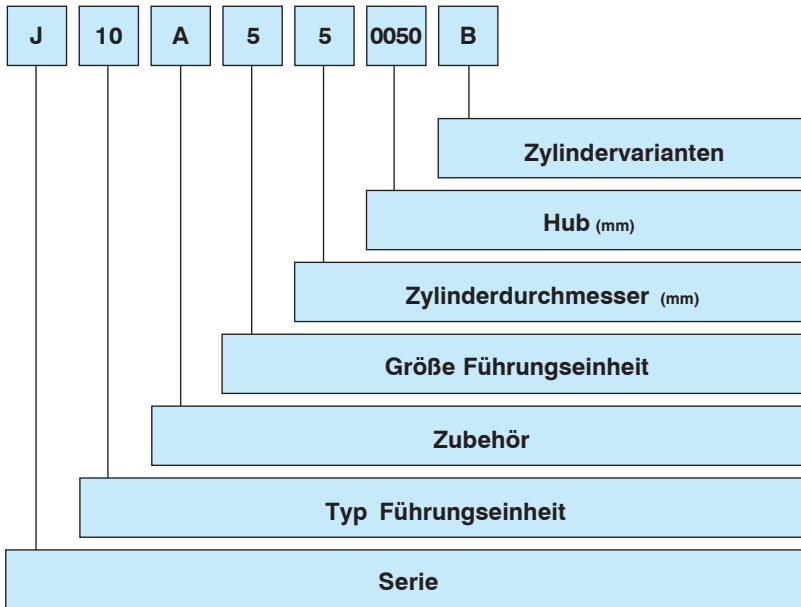 J 10 A 5 5 0050 B
Zylindervarianten
Hub (mm)
Zylinderdurchmesser (mm)
Größe Führungseinheit
Zubehör
Typ Führungseinheit
Serie